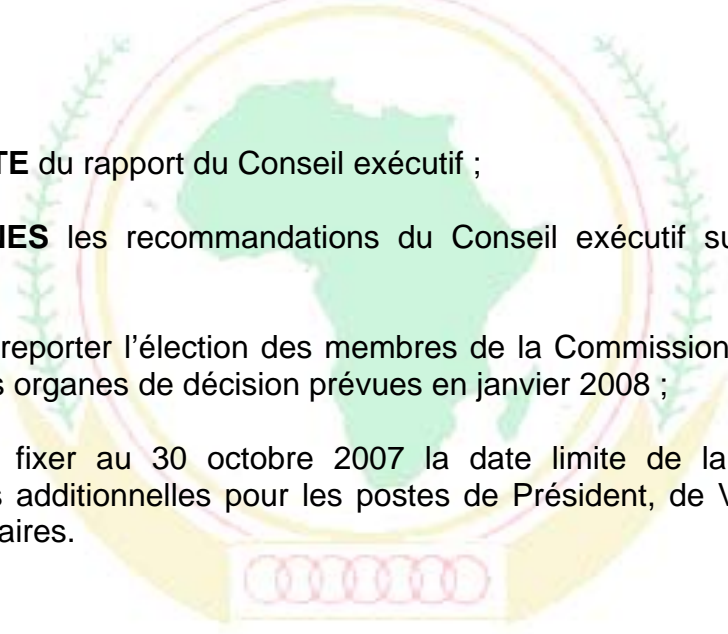 TE du rapport du Conseil exécutif ;
IES les recommandations du Conseil exécutif su
reporter l’élection des membres de la Commission
s organes de décision prévues en janvier 2008 ;
fixer au 30 octobre 2007 la date limite de la
s additionnelles pour les postes de Président, de V
aires.